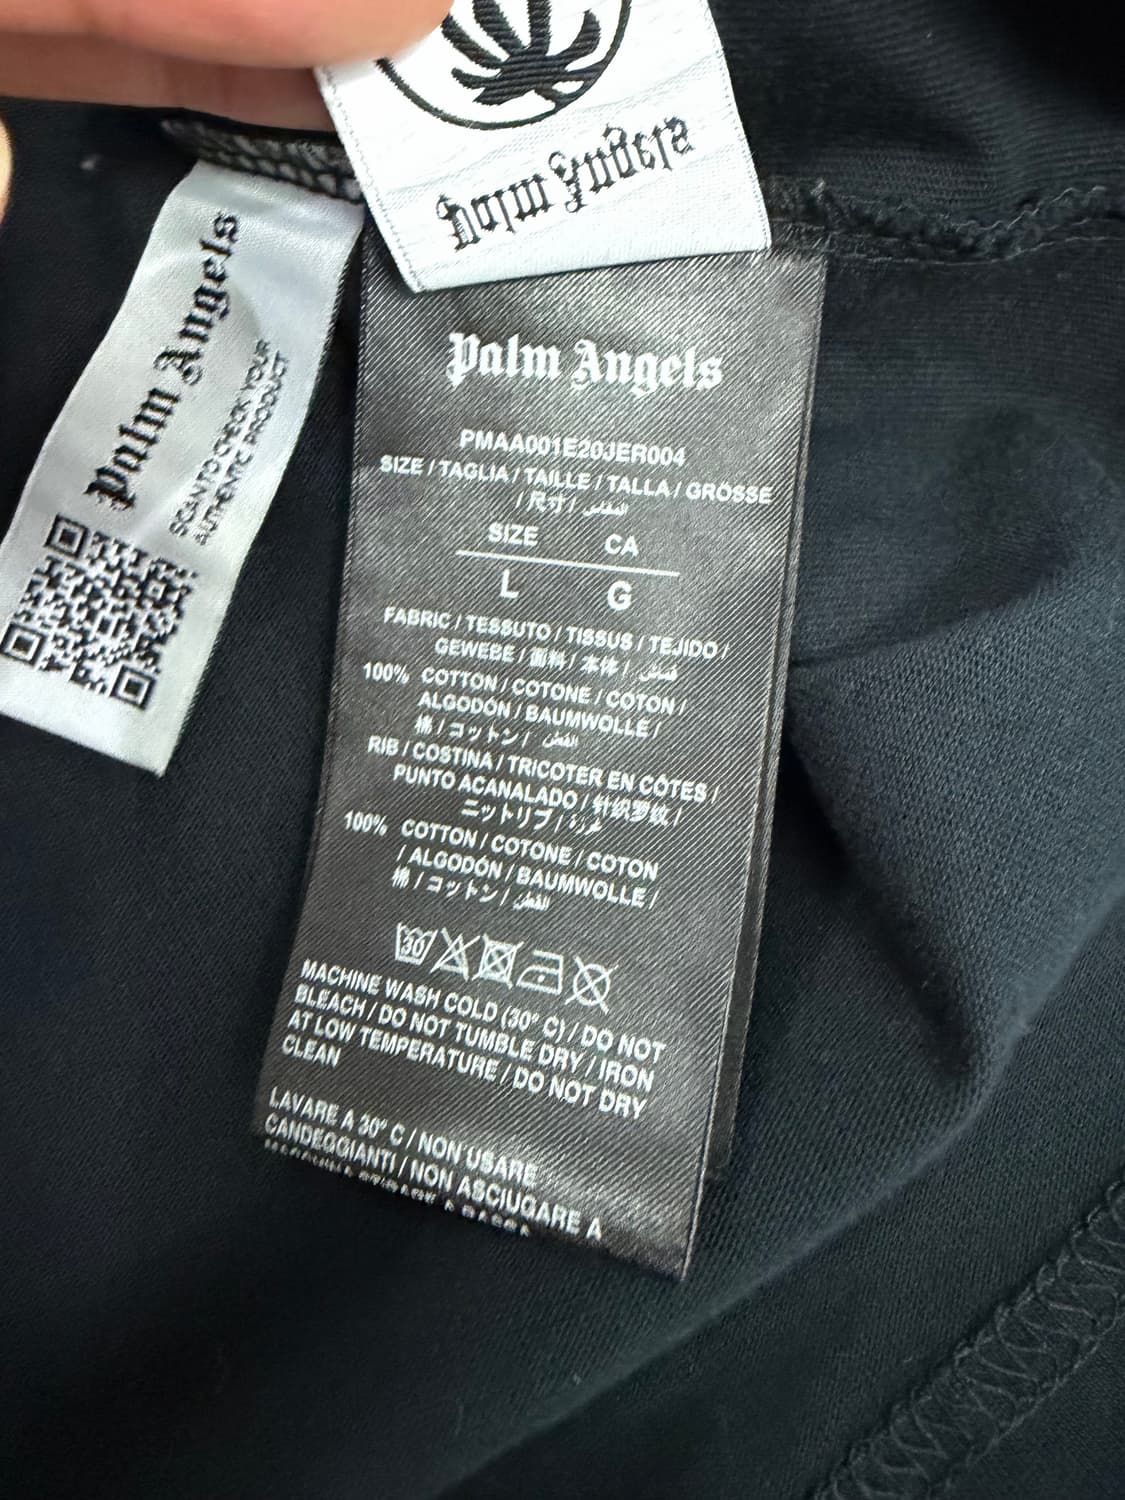 Palm Angels
Palm Angels
SCAN TO CHECK YOUR
AUTHENTIC PRODUCT
Palm Angels
PMAA001E20JER004
SIZE / TAGLIA / TAILLE / TALLA / GRÖSSE
/ 尺寸 / المقاس
SIZE CA
L G
FABRIC / TESSUTO / TISSUS / TEJIDO /
GEWEBE / 面料 / 本体 / قماش
100% COTTON / COTONE / COTON /
ALGODÓN / BAUMWOLLE /
棉 / コットン / القطن
RIB / COSTINA / TRICOTER EN CÔTES /
PUNTO ACANALADO / 针织罗纹 /
ニットリブ /
100% COTTON / COTONE / COTON
/ ALGODÓN / BAUMWOLLE /
棉 / コットン / القطن
30
MACHINE WASH COLD (30° C) / DO NOT
BLEACH / DO NOT TUMBLE DRY / IRON
AT LOW TEMPERATURE / DO NOT DRY
CLEAN
LAVARE A 30° C / NON USARE
CANDEGGIANTI / NON ASCIUGARE A